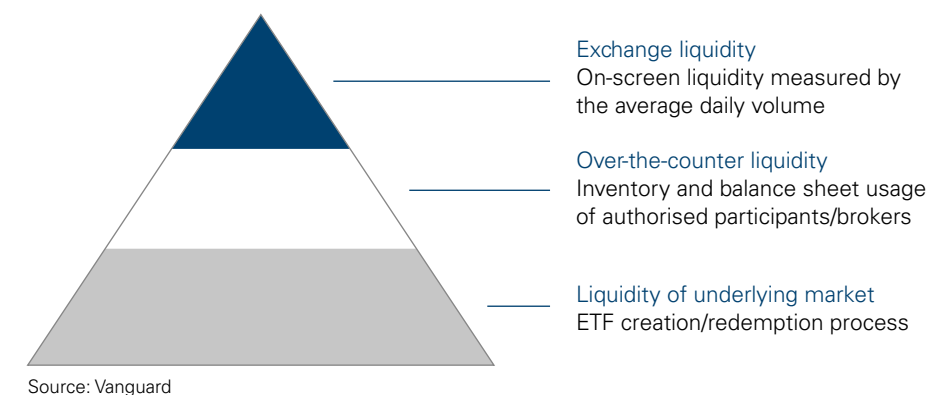 Exchange liquidity
On-screen liquidity measured by
the average daily volume
Over-the-counter liquidity
Inventory and balance sheet usage
of authorised participants/brokers
Liquidity of underlying market
ETF creation/redemption process
Source: Vanguard